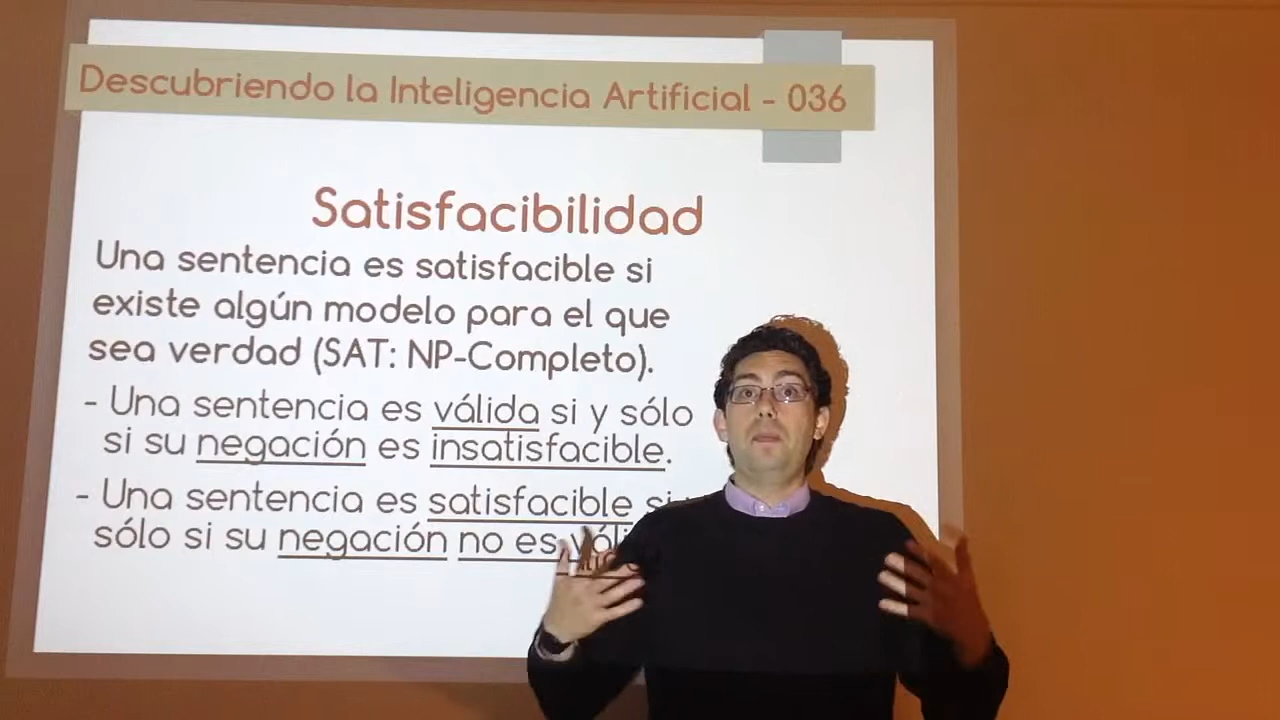 Descubriendo la Inteligencia Artificial - 036
Satisfacibilidad
Una sentencia es satisfacible si
existe algún modelo para el que
sea verdad (SAT: NP-Completo).
- Una sentencia es válida si y sólo
si su negación es insatisfacible.
- Una sentencia es satisfacible si
sólo si su negación no es